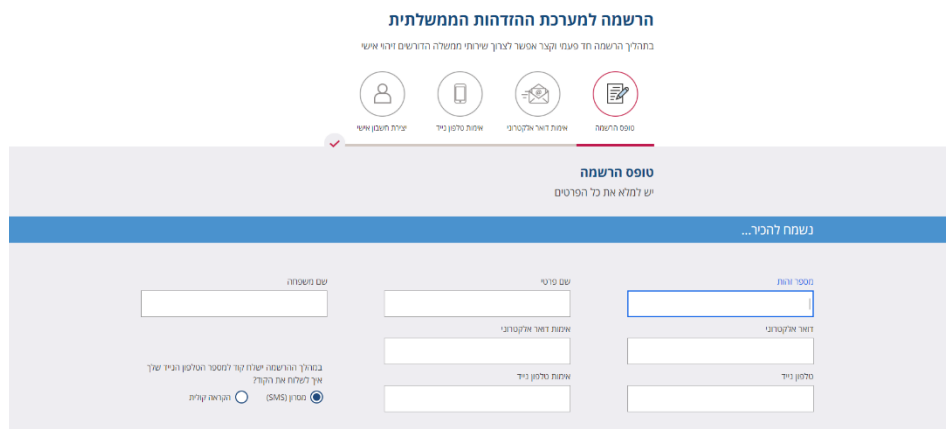 הרשמה למערכת ההזדהות הממשלתית
בתהליך הרשמה חד פעמי וקצר אפשר לצרוך שירותי ממשלה הדורשים זיהוי אישי
טופס הרשמה
אימות דואר אלקטרוני
אימות טלפון נייד
יצירת חשבון אישי
טופס הרשמה
יש למלא את כל הפרטים
נשמח להכיר...
מספר זהות
שם פרטי
שם משפחה
דואר אלקטרוני
אימות דואר אלקטרוני
טלפון נייד
אימות טלפון נייד
במהלך ההרשמה ישלח קוד למספר הטלפון הנייד שלך
איך לשלוח את הקוד?
מסרון (SMS)
הקראה קולית